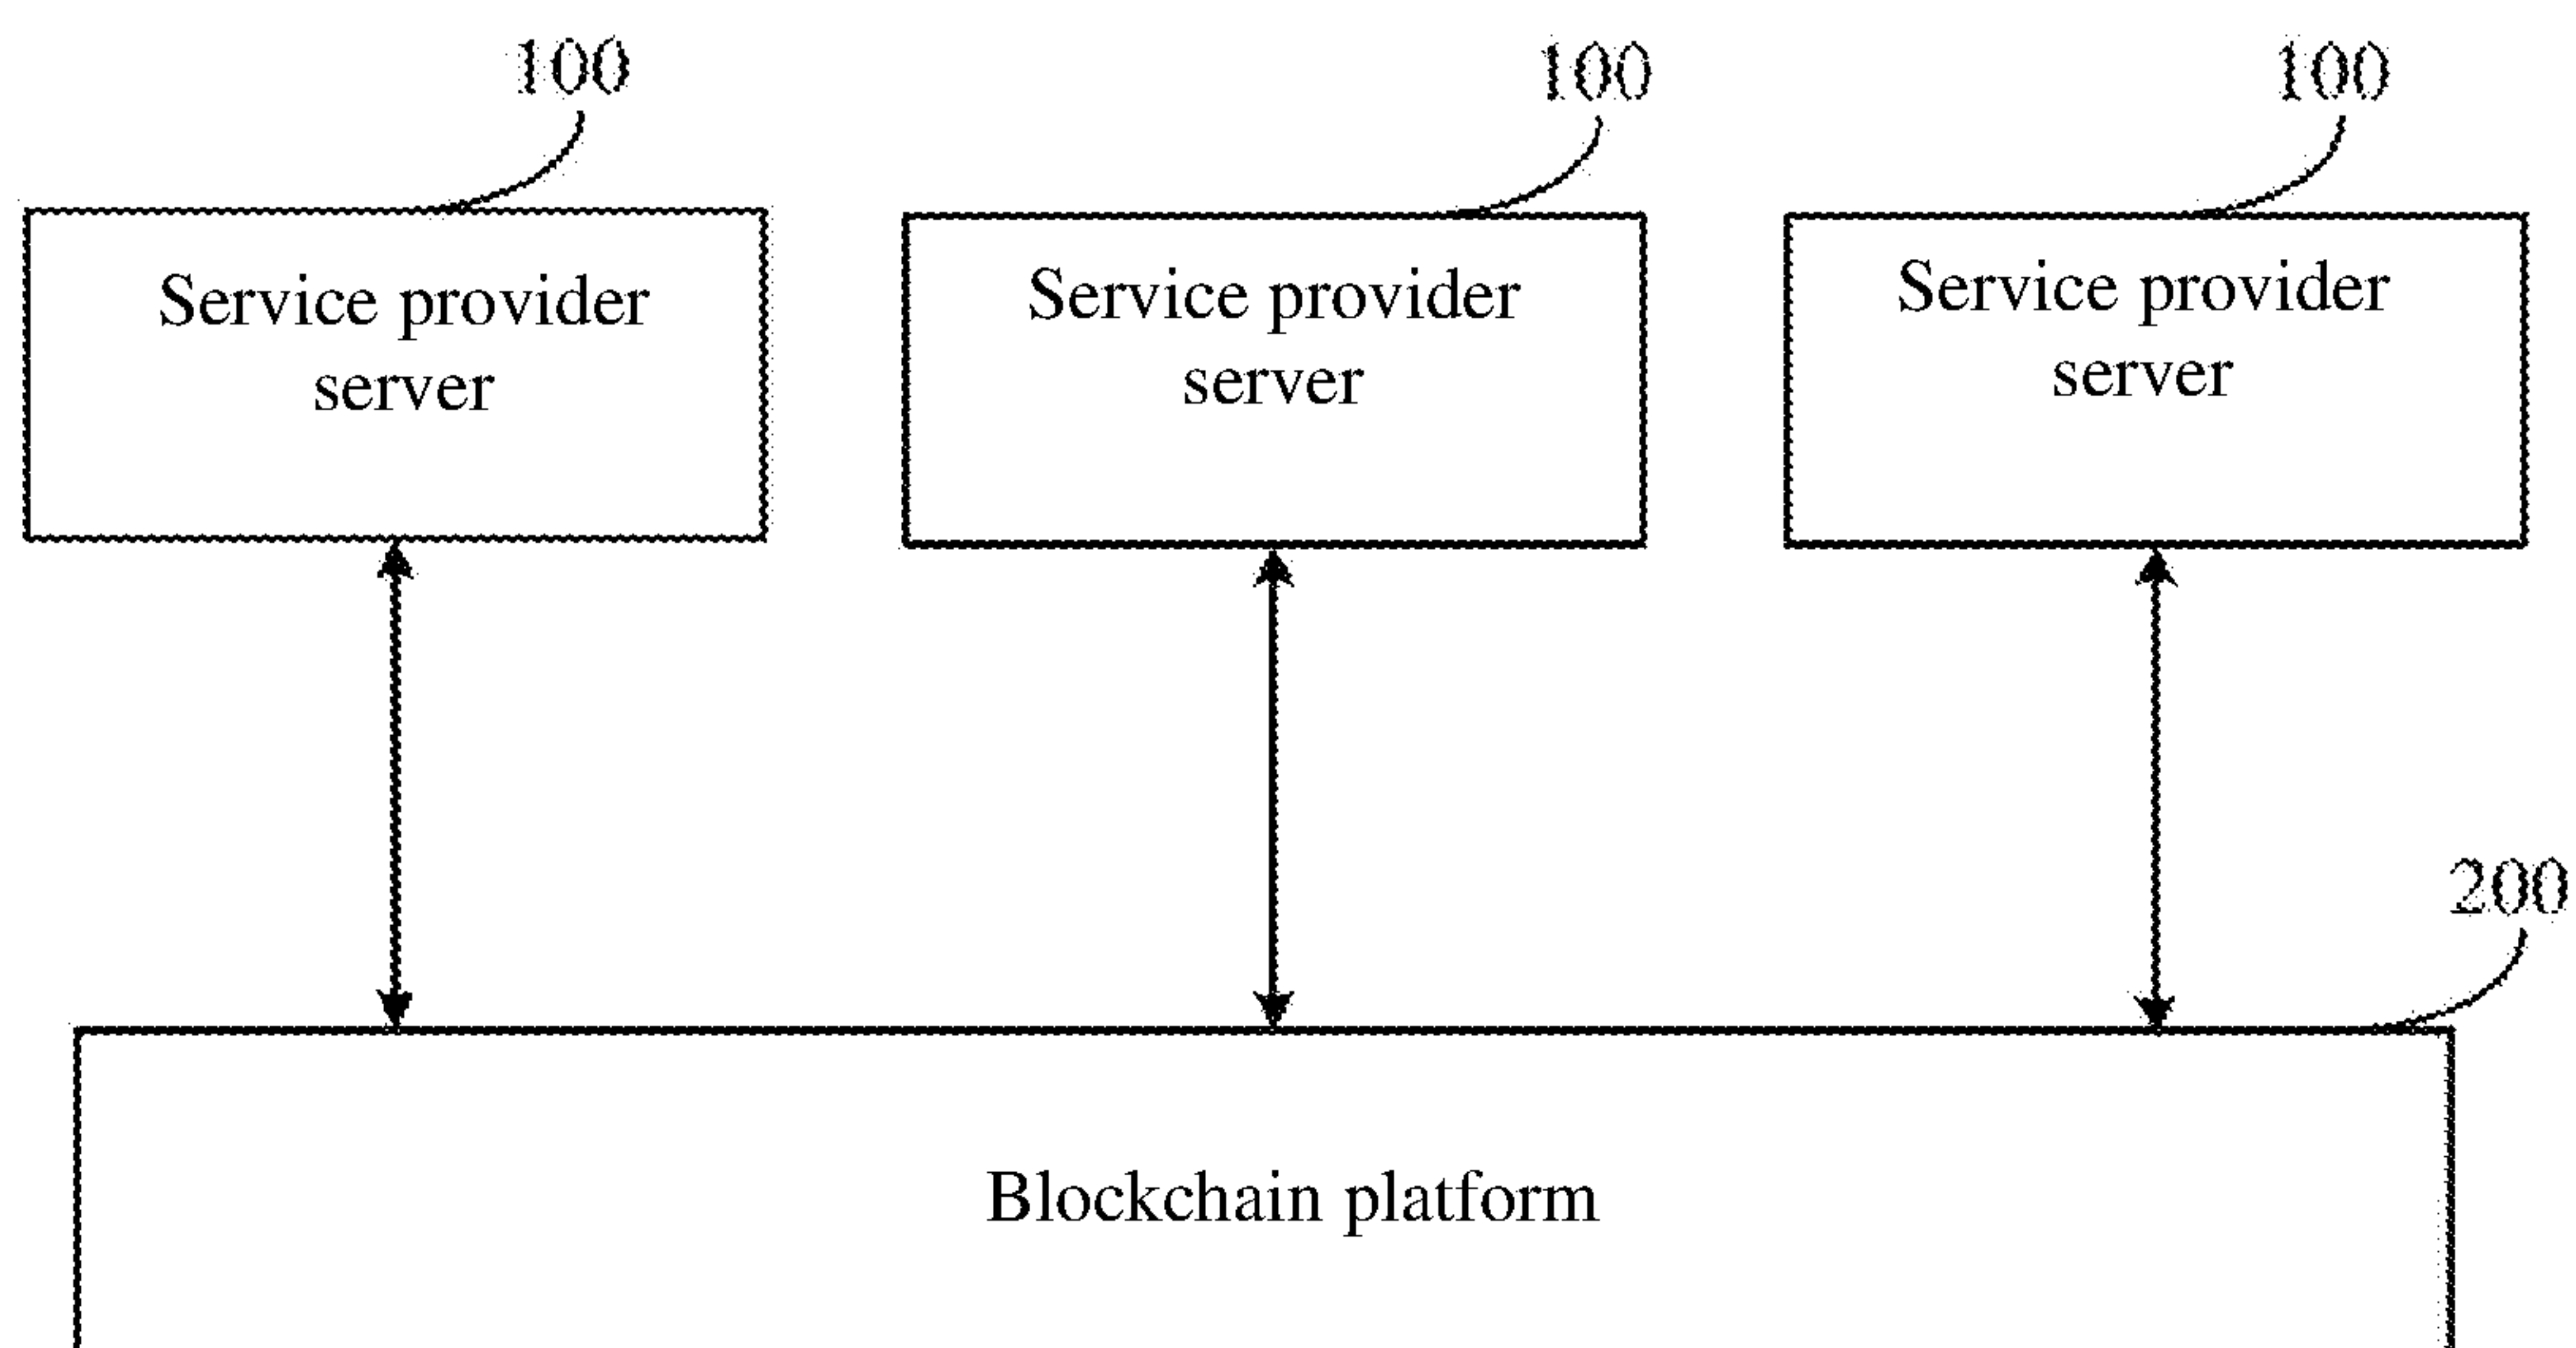 100
100
100
Service provider
server
Service provider
server
Service provider
server
200
Blockchain platform